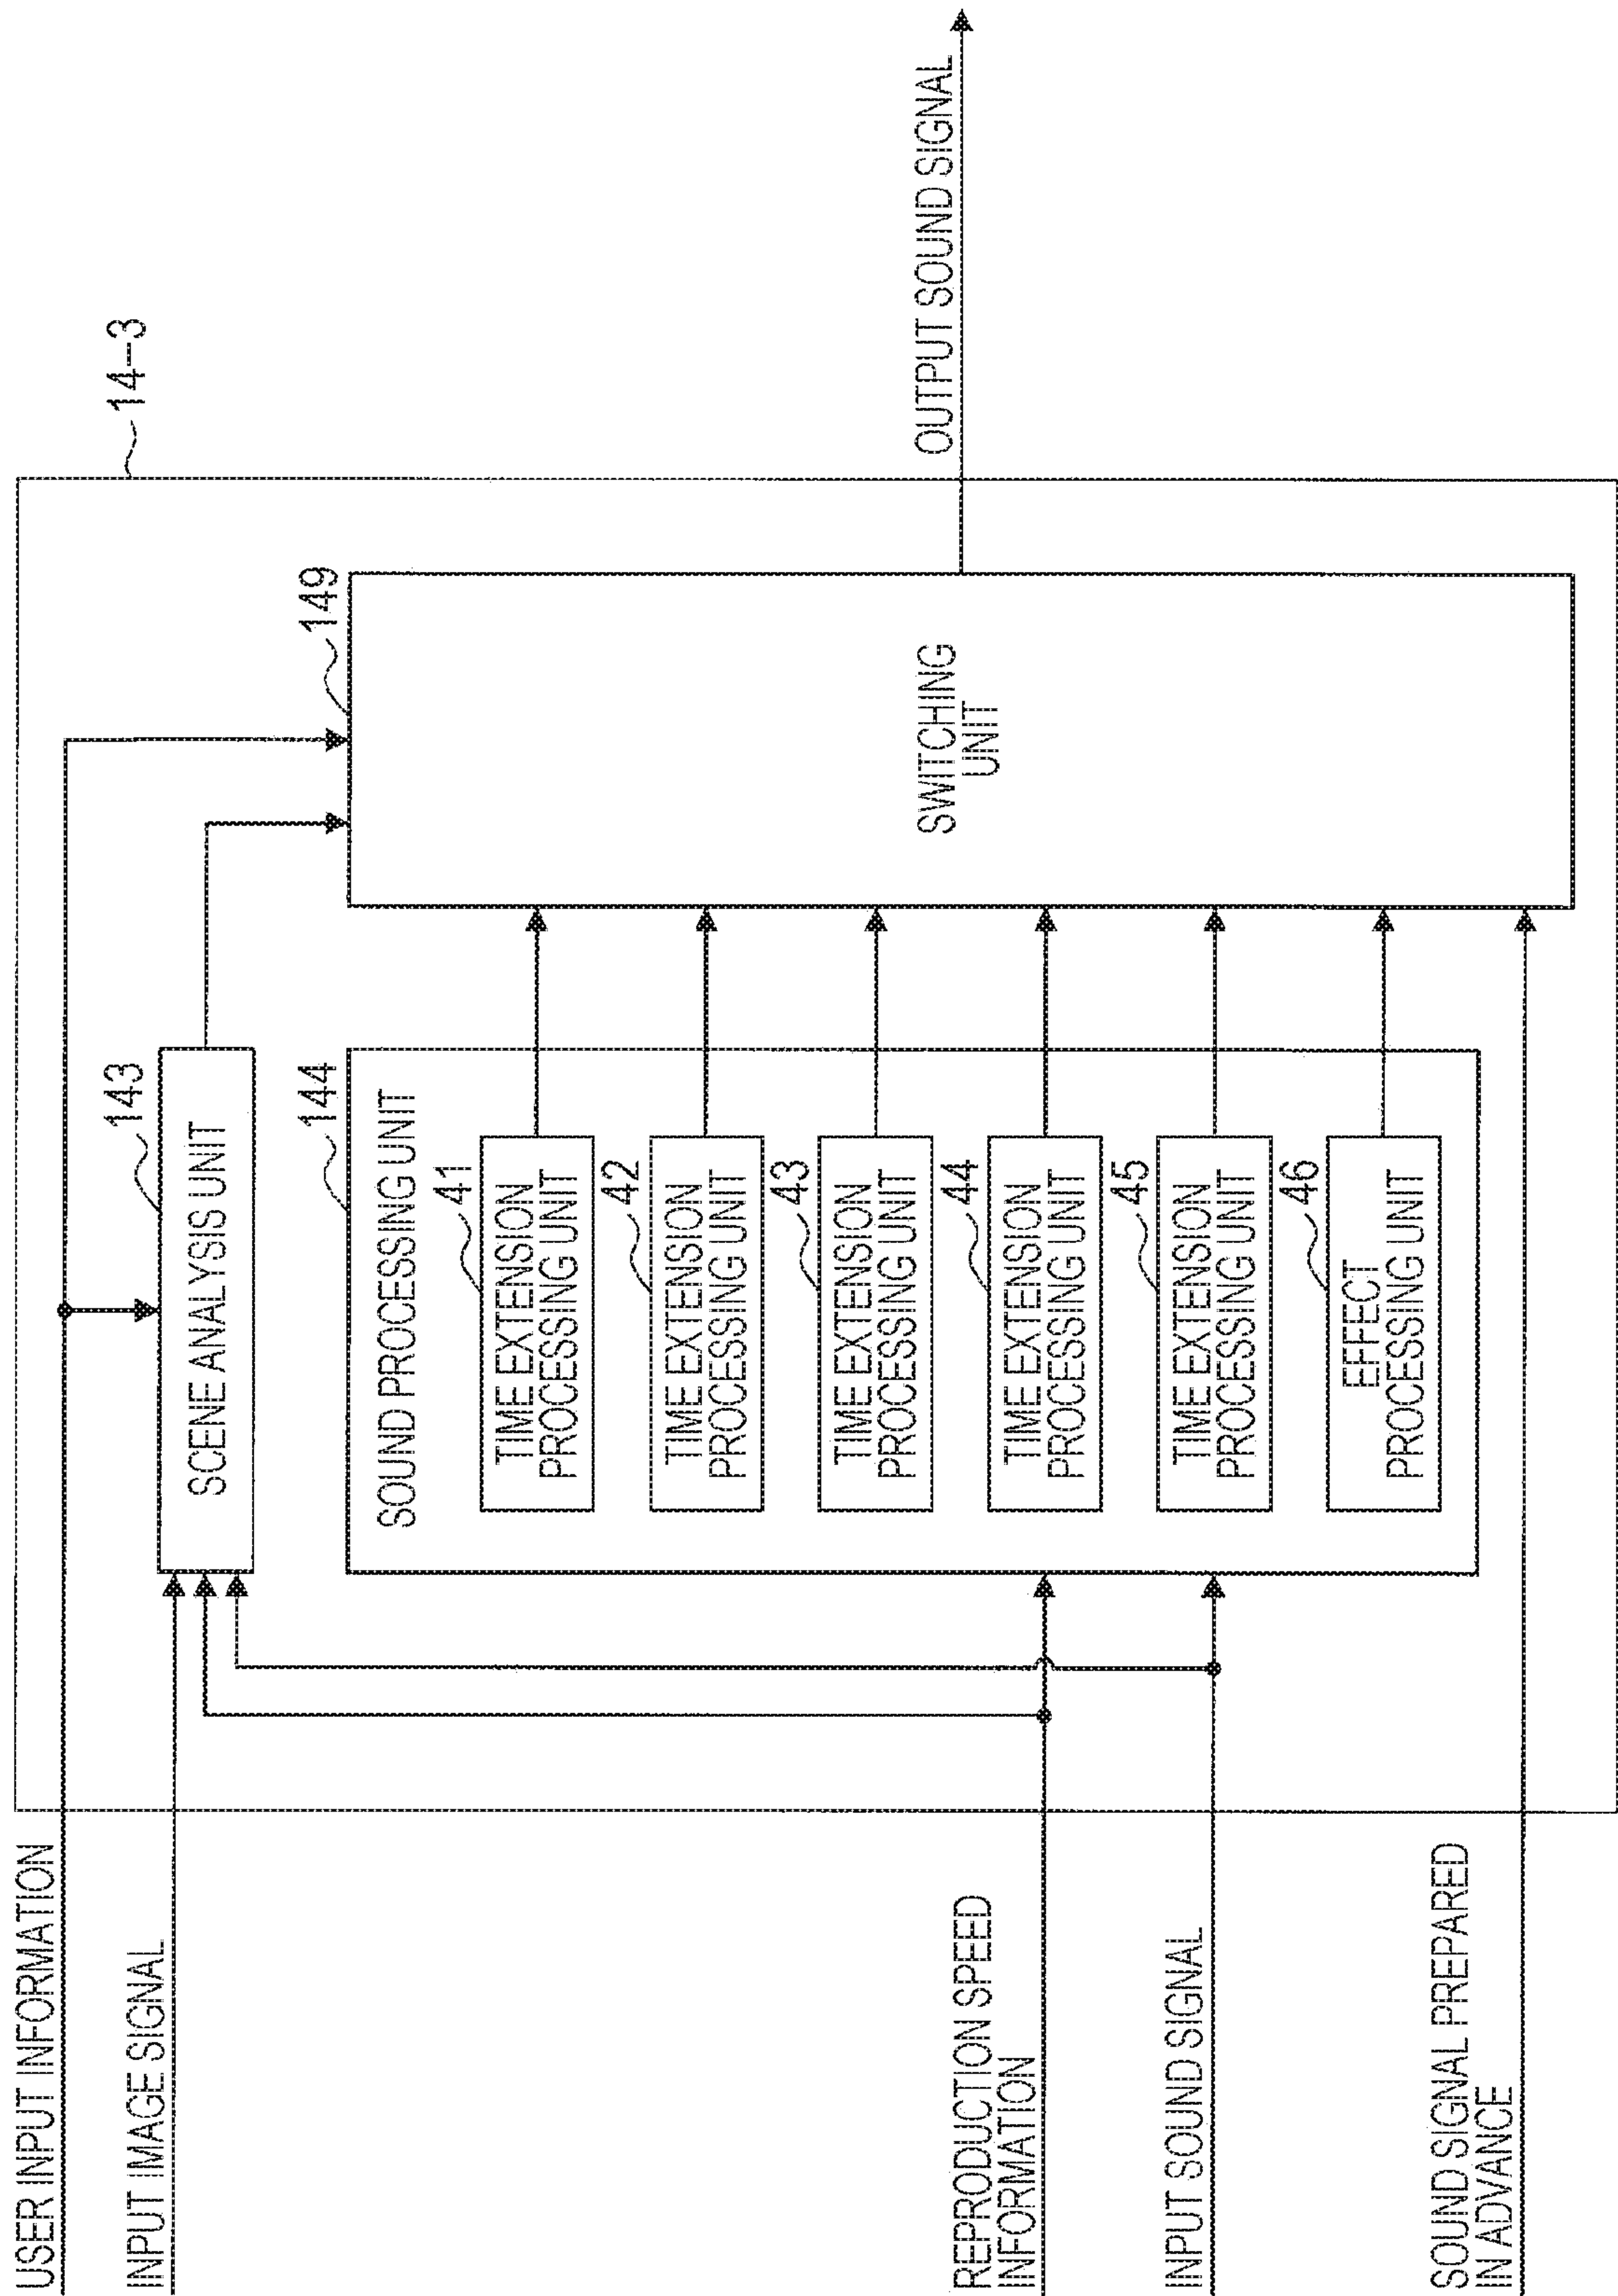 USER INPUT INFORMATION
INPUT IMAGE SIGNAL
REPRODUCTION SPEED
INFORMATION
INPUT SOUND SIGNAL
SOUND SIGNAL PREPARED
IN ADVANCE
14-3
143
SCENE ANALYSIS UNIT
144
SOUND PROCESSING UNIT
41
TIME EXTENSION
PROCESSING UNIT
42
TIME EXTENSION
PROCESSING UNIT
43
TIME EXTENSION
PROCESSING UNIT
44
TIME EXTENSION
PROCESSING UNIT
45
TIME EXTENSION
PROCESSING UNIT
46
EFFECT
PROCESSING UNIT
149
SWITCHING
UNIT
OUTPUT SOUND SIGNAL